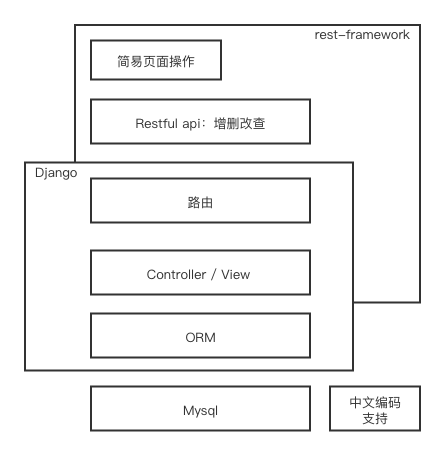 rest-framework
简易页面操作
Restful api：增删改查
Django
路由
Controller / View
ORM
Mysql
中文编码
支持